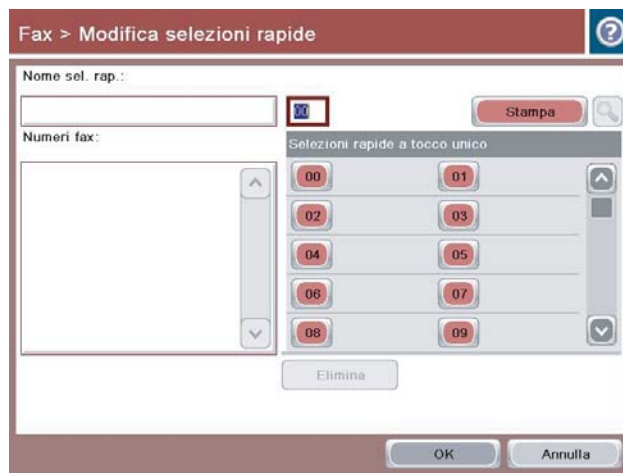 Fax > Modifica selezioni rapide
?
Nome sel. rap.:
00
Stampa
Numeri fax:
Selezioni rapide a tocco unico
00 01
02 03
04 05
06 07
08 09
Elimina
OK Annulla